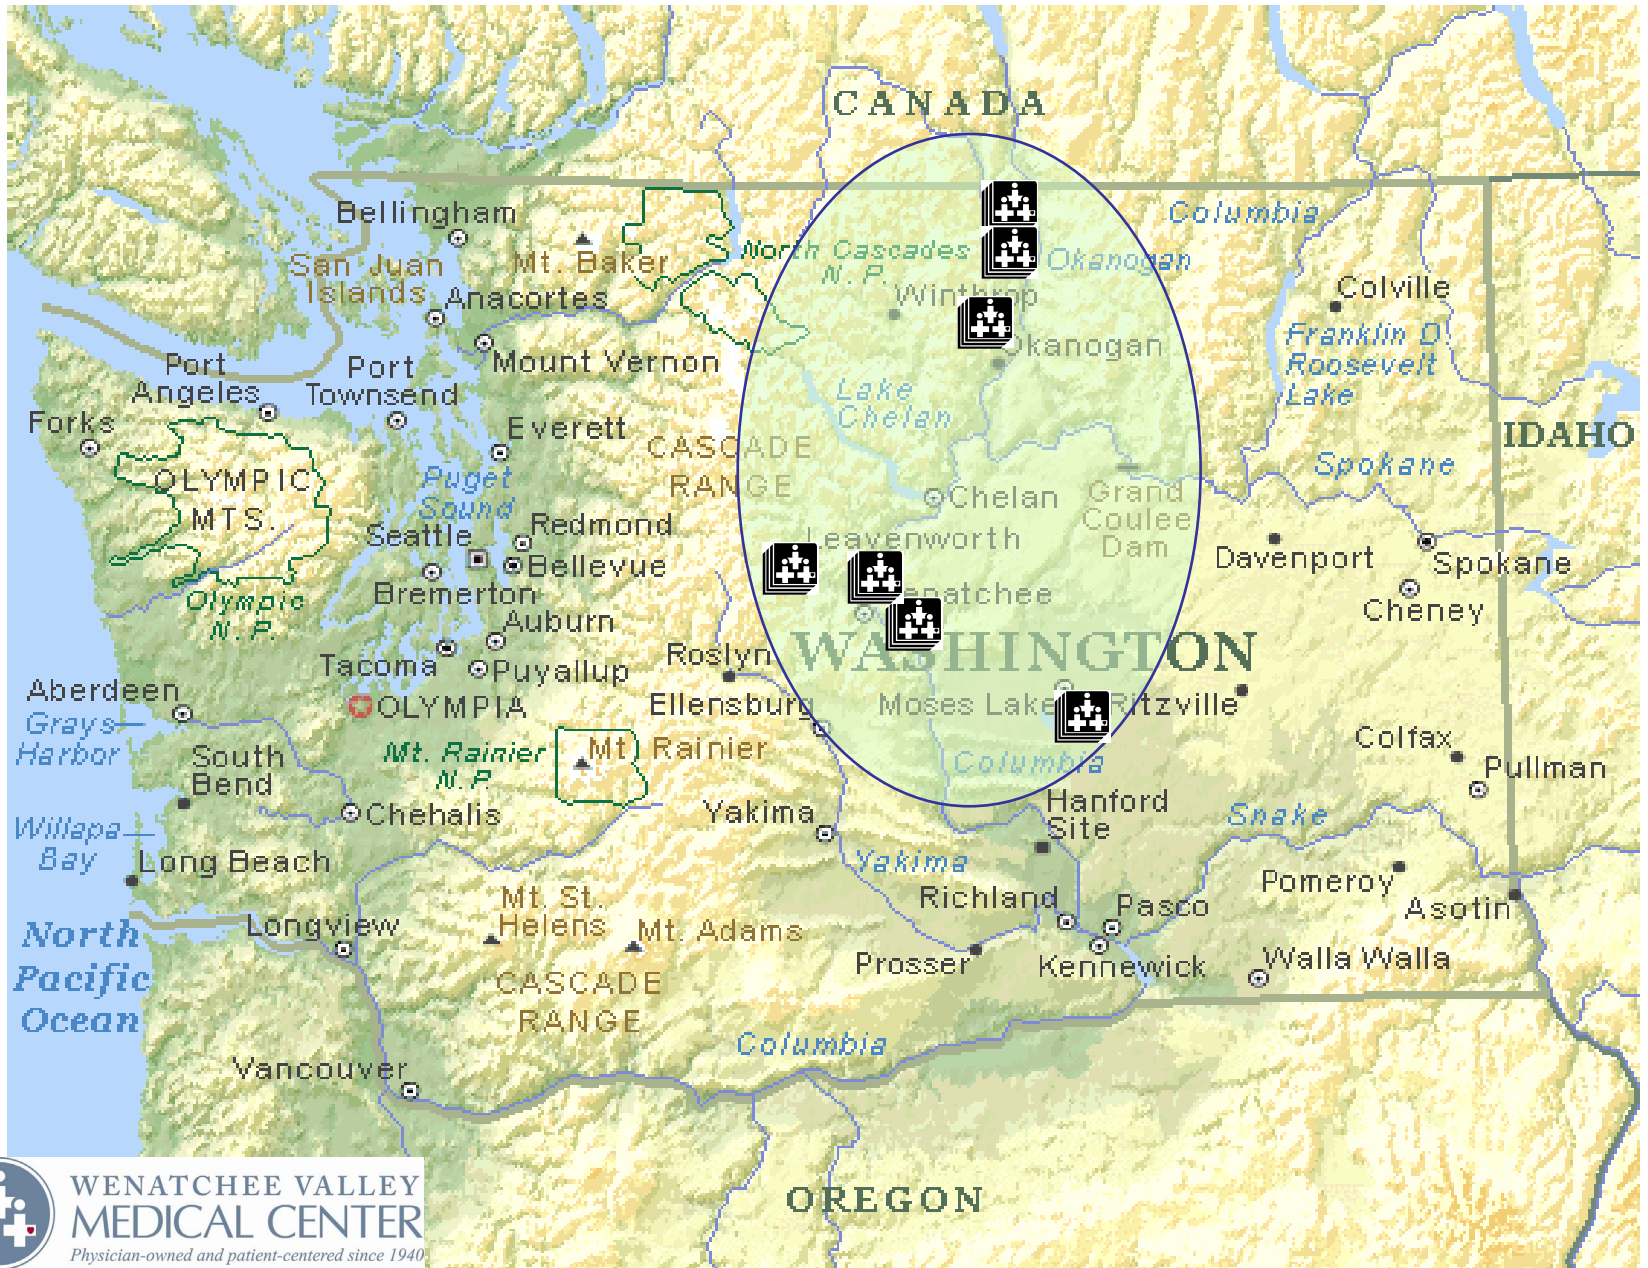 CANADA
Bellingham
Columbia
San Juan
Islands
Mt. Baker
North Cascades
N. P.
Okanogan
Anacortes
Winthrop
Colville
Port
Angeles
Port
Townsend
Mount Vernon
Okanogan
Franklin D.
Roosevelt
Lake
Forks
Everett
Lake
Chelan
CASCADE
RANGE
IDAHO
OLYMPIC
MTS.
Puget
Sound
Spokane
Chelan
Grand
Coulee
Dam
Seattle
Redmond
Leavenworth
Davenport
Spokane
Bellevue
Bremerton
Cheney
Olympic
N. P.
Auburn
WASHINGTON
Tacoma
Puyallup
Roslyn
Aberdeen
OLYMPIA
Ellensburg
Moses Lake
Ritzville
Grays
Harbor
Mt. Rainier
N. P.
Mt. Rainier
Columbia
Colfax
South
Bend
Pullman
Chehalis
Yakima
Hanford
Site
Snake
Willapa
Bay
Long Beach
Yakima
Pomeroy
Mt. St.
Helens
Richland
Pasco
Asotin
North
Pacific
Ocean
Longview
Mt. Adams
Prosser
Kennewick
Walla Walla
CASCADE
RANGE
Columbia
Vancouver
OREGON
WENATCHEE VALLEY
MEDICAL CENTER
Physician-owned and patient-centered since 1940